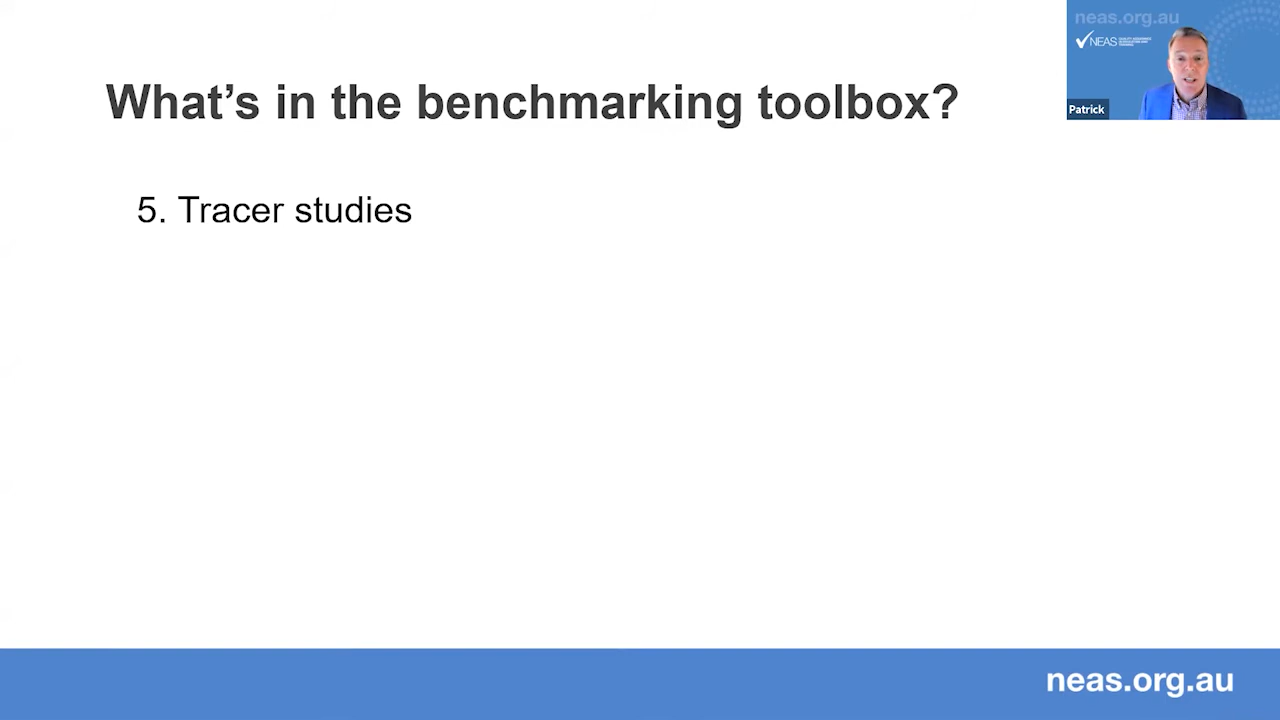 What's in the benchmarking toolbox?
5. Tracer studies
neas.org.au
NEAS
Patrick
neas.org.au